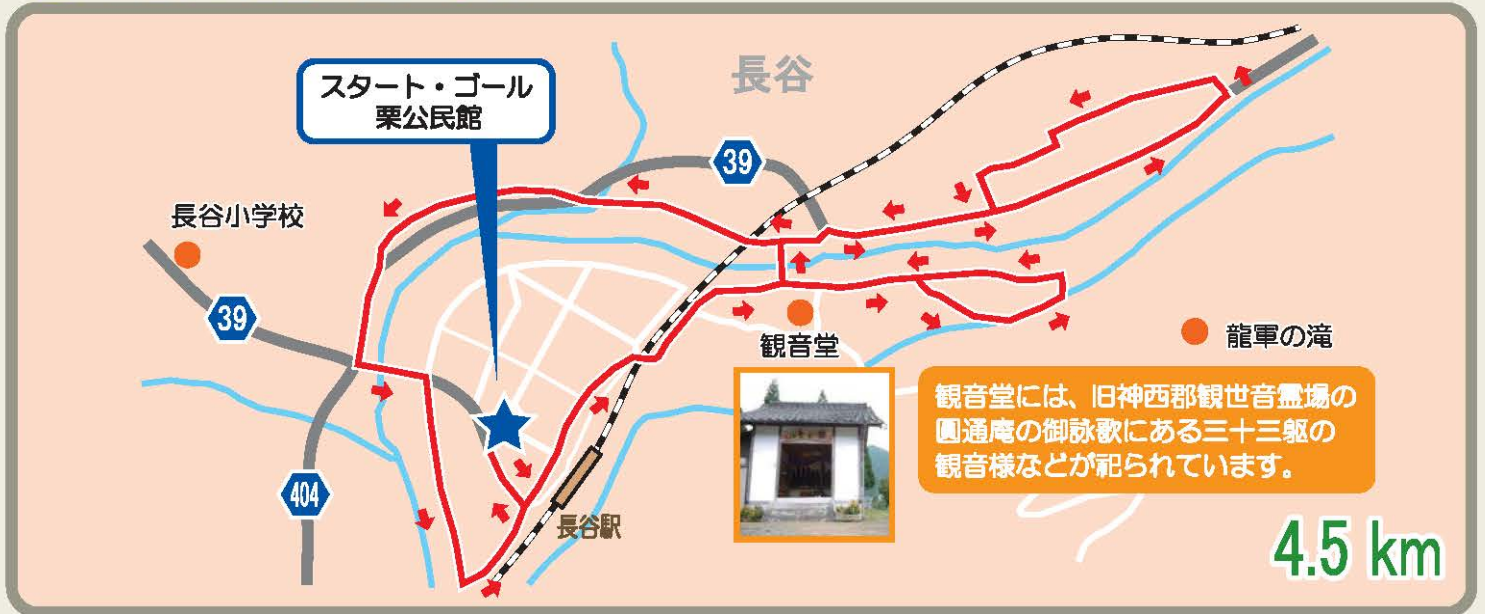 長谷
スタート・ゴール
栗公民館
39
長谷小学校
39
観音堂
龍軍の滝
観音堂には、旧神西郡観世音霊場の
圓通庵の御詠歌にある三十三躯の
観音様などが祀られています。
404
長谷駅
4.5 km